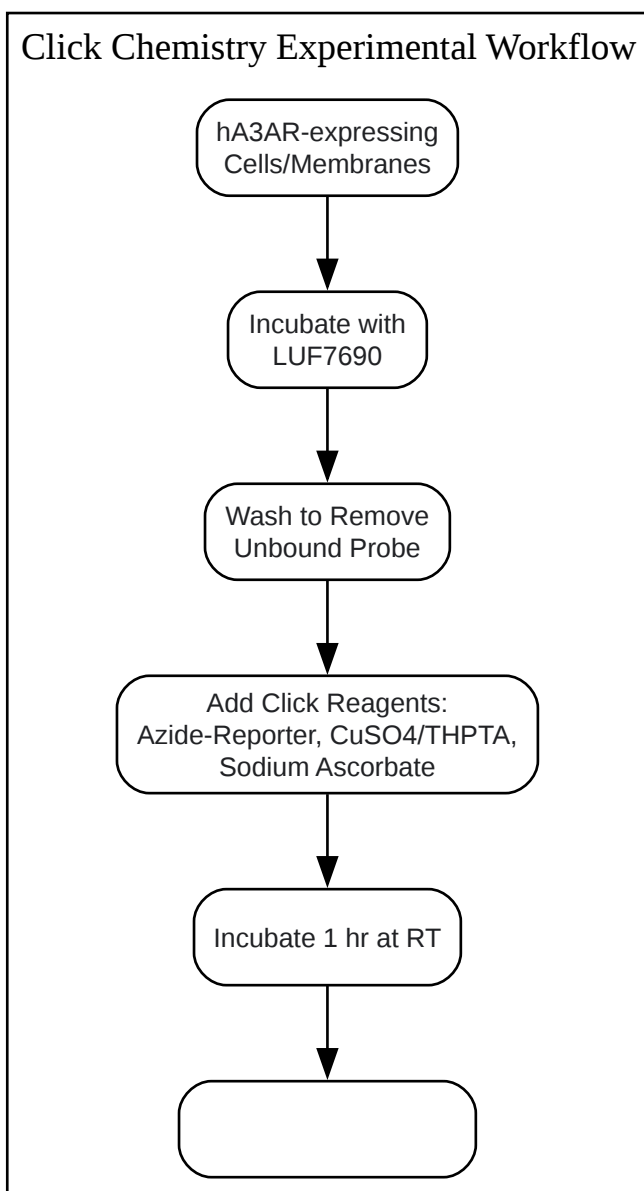 Click Chemistry Experimental Workflow
hA3AR-expressing
Cells/Membranes
Incubate with
LUF7690
Wash to Remove
Unbound Probe
Add Click Reagents:
Azide-Reporter, CuSO4/THPTA,
Sodium Ascorbate
Incubate 1 hr at RT